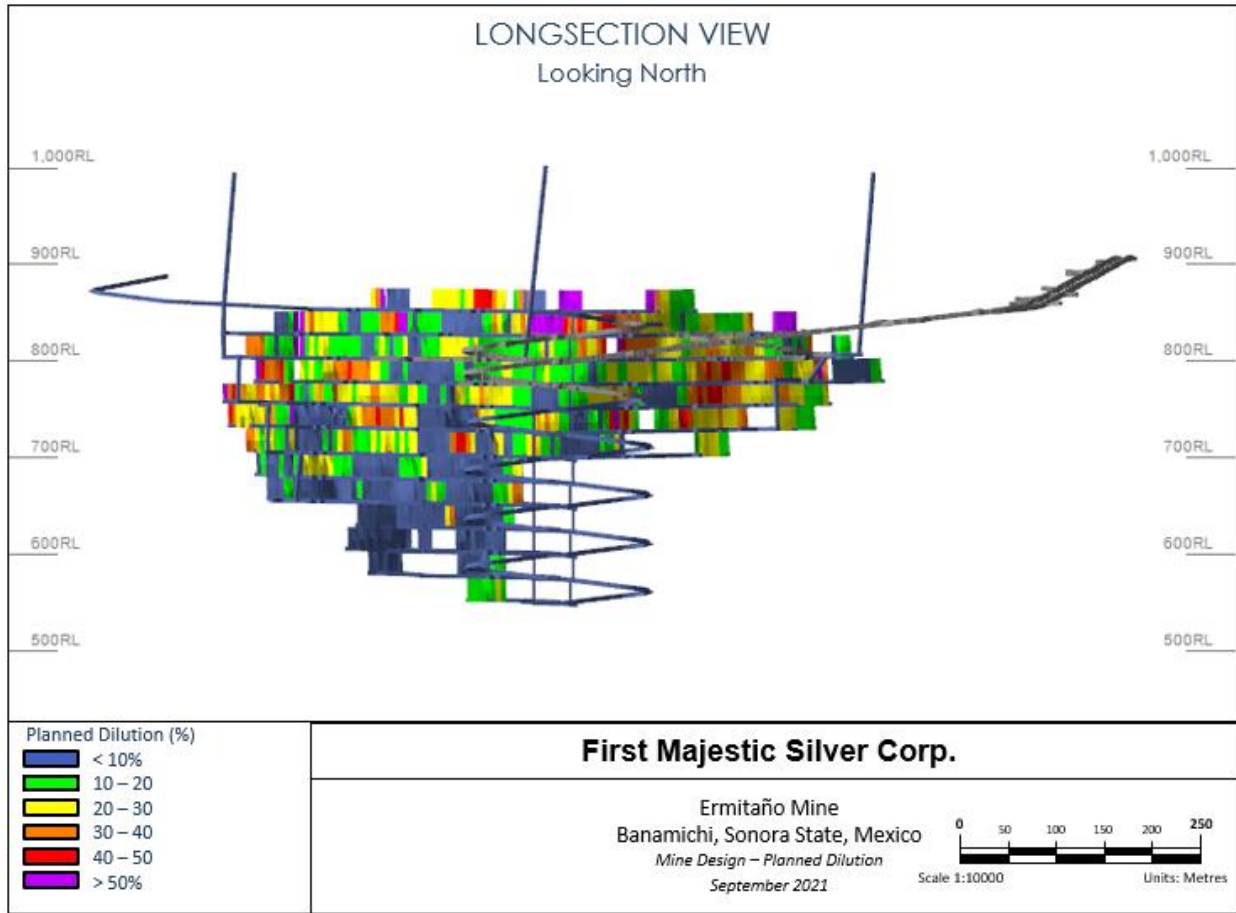 LONGSECTION VIEW
Looking North
1,000RL
1,000RL
900RL
900RL
800RL
800RL
700RL
700RL
600RL
600RL
500RL
500RL
Planned Dilution (%)
< 10%
10 – 20
20 – 30
30 – 40
40 – 50
> 50%
First Majestic Silver Corp.
Ermitaño Mine
Banamichi, Sonora State, Mexico
Mine Design – Planned Dilution
September 2021
0 50 100 150 200 250
Scale 1:10000 Units: Metres